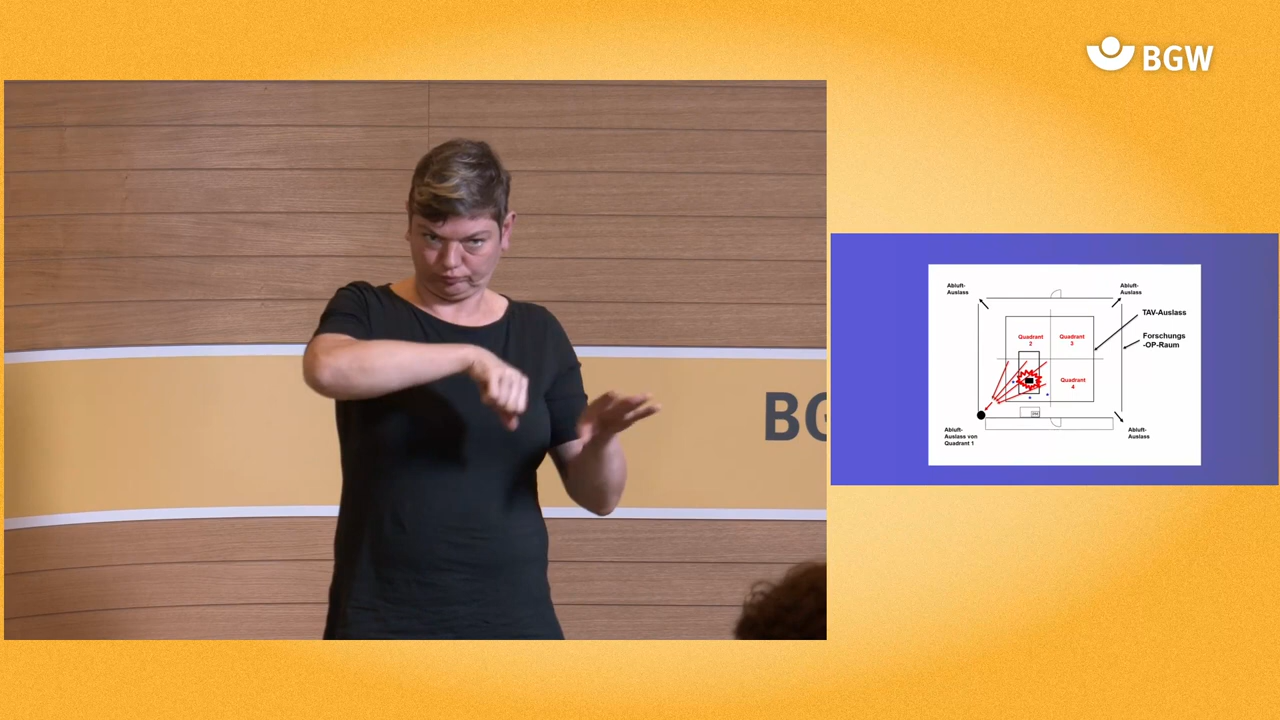 BGW
BG
Abluft-
Auslass
Abluft-
Auslass
TAV-Auslass
Forschungs
-OP-Raum
Quadrant
2
Quadrant
3
Quadrant
4
Abluft-
Auslass von
Quadrant 1
Abluft-
Auslass